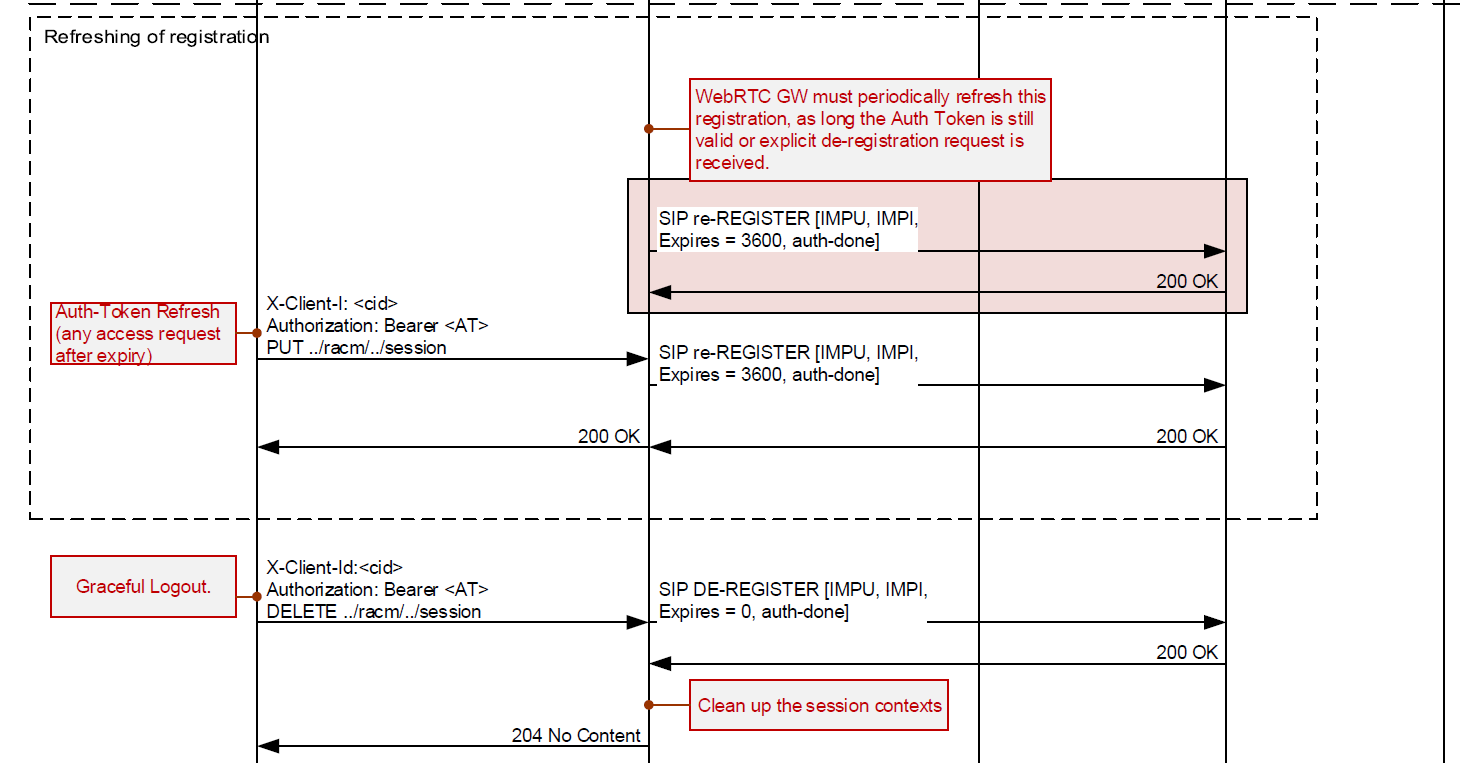 Refreshing of registration
WebRTC GW must periodically refresh this
registration, as long the Auth Token is still
valid or explicit de-registration request is
received.
SIP re-REGISTER [IMPU, IMPI,
Expires = 3600, auth-done]
200 OK
Auth-Token Refresh
(any access request
after expiry)
X-Client-I: <cid>
Authorization: Bearer <AT>
PUT ../racm/../session
SIP re-REGISTER [IMPU, IMPI,
Expires = 3600, auth-done]
200 OK
200 OK
Graceful Logout.
X-Client-Id:<cid>
Authorization: Bearer <AT>
DELETE ../racm/../session
SIP DE-REGISTER [IMPU, IMPI,
Expires = 0, auth-done]
200 OK
Clean up the session contexts
204 No Content